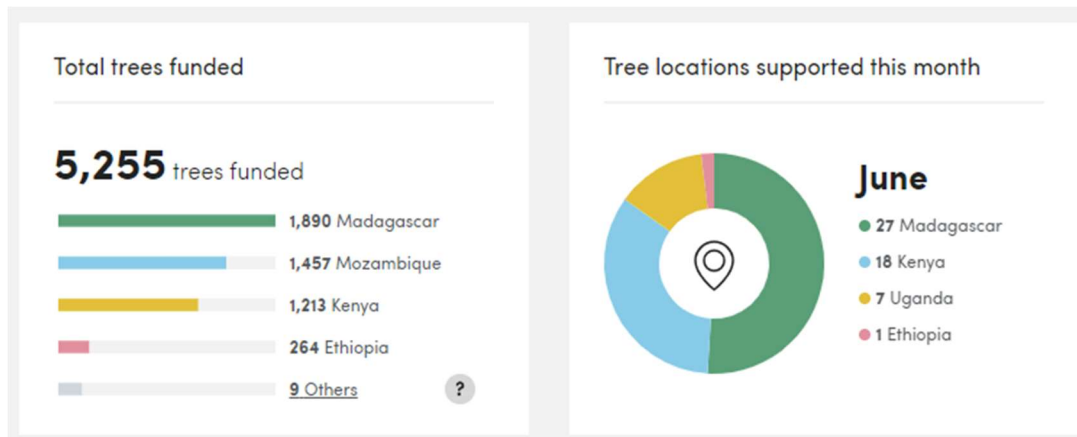 Total trees funded
5,255 trees funded
1,890 Madagascar
1,457 Mozambique
1,213 Kenya
264 Ethiopia
9 Others
?
Tree locations supported this month
June
27 Madagascar
18 Kenya
7 Uganda
1 Ethiopia